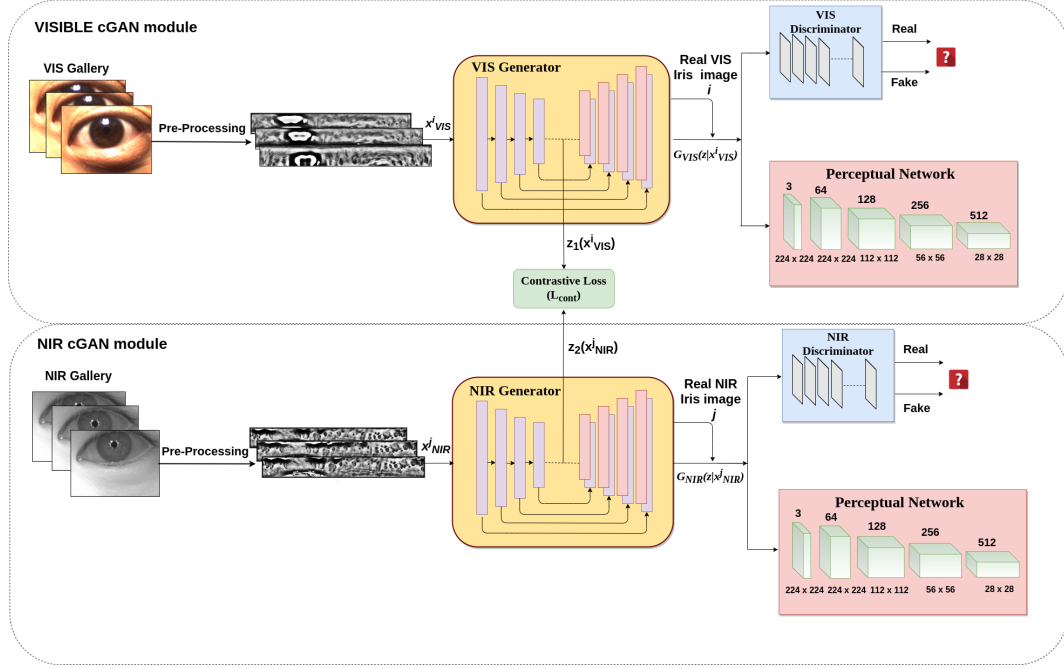 VISIBLE cGAN module
VIS Gallery
Pre-Processing
x^i_VIS
VIS Generator
Real VIS
Iris image
i
G_VIS(z|x^i_VIS)
VIS
Discriminator
Real
Fake
?
Perceptual Network
3
64
128
256
512
224 x 224
224 x 224
112 x 112
56 x 56
28 x 28
z_1(x^i_VIS)
Contrastive Loss
(L_cont)
NIR cGAN module
z_2(x^j_NIR)
NIR Gallery
Pre-Processing
x^j_NIR
NIR Generator
Real NIR
Iris image
j
G_NIR(z|x^j_NIR)
NIR
Discriminator
Real
Fake
?
Perceptual Network
3
64
128
256
512
224 x 224
224 x 224
112 x 112
56 x 56
28 x 28